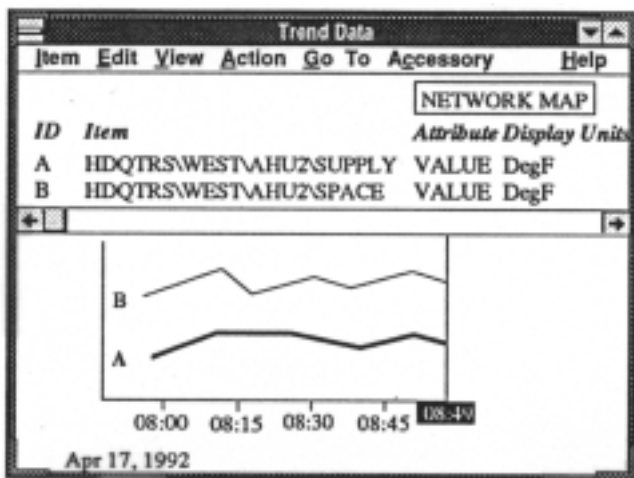 Trend Data
Item Edit View Action Go To Accessory Help
NETWORK MAP
ID Item Attribute Display Units
A HDQTRS\WEST\AHU2\SUPPLY VALUE DegF
B HDQTRS\WEST\AHU2\SPACE VALUE DegF
B
A
08:00 08:15 08:30 08:45 08:49
Apr 17, 1992